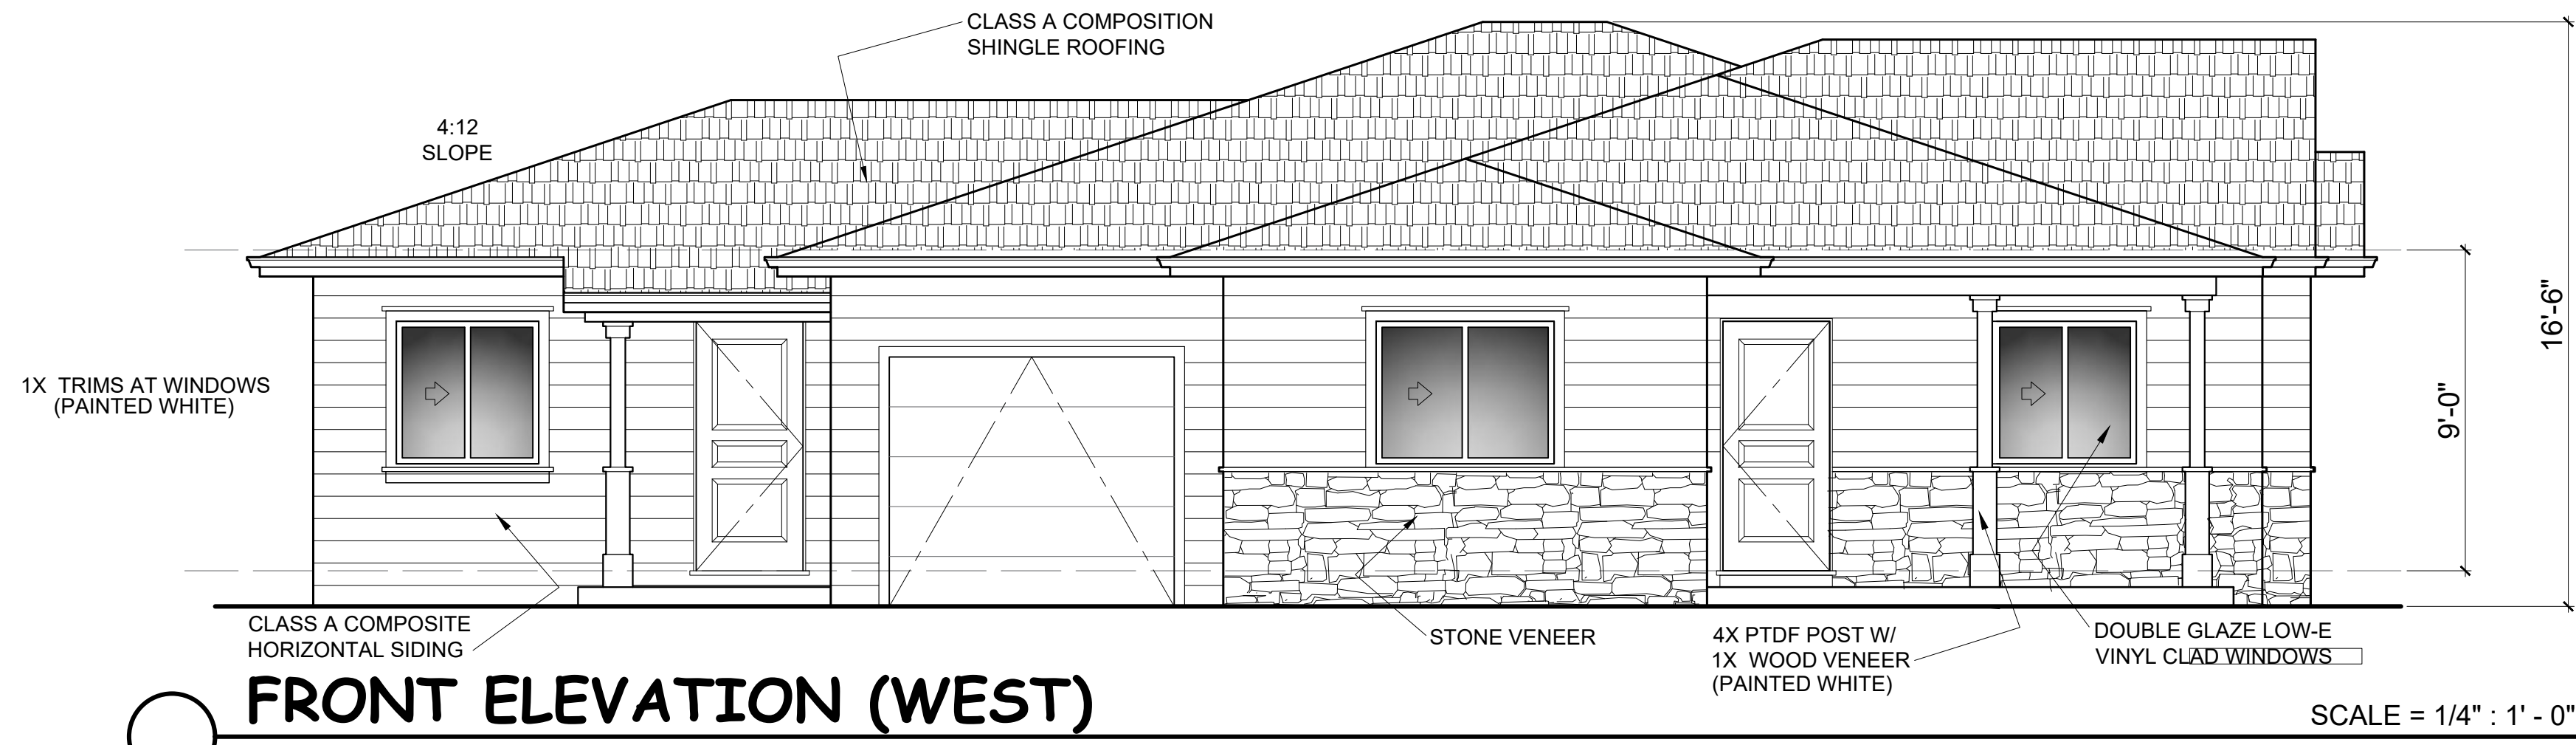 CLASS A COMPOSITION
SHINGLE ROOFING
4:12
SLOPE
1X TRIMS AT WINDOWS
(PAINTED WHITE)
16'-6"
9'-0"
CLASS A COMPOSITE
HORIZONTAL SIDING
STONE VENEER
4X PTDF POST W/
1X WOOD VENEER
(PAINTED WHITE)
DOUBLE GLAZE LOW-E
VINYL CLAD WINDOWS
FRONT ELEVATION (WEST)
SCALE = 1/4" : 1' - 0"